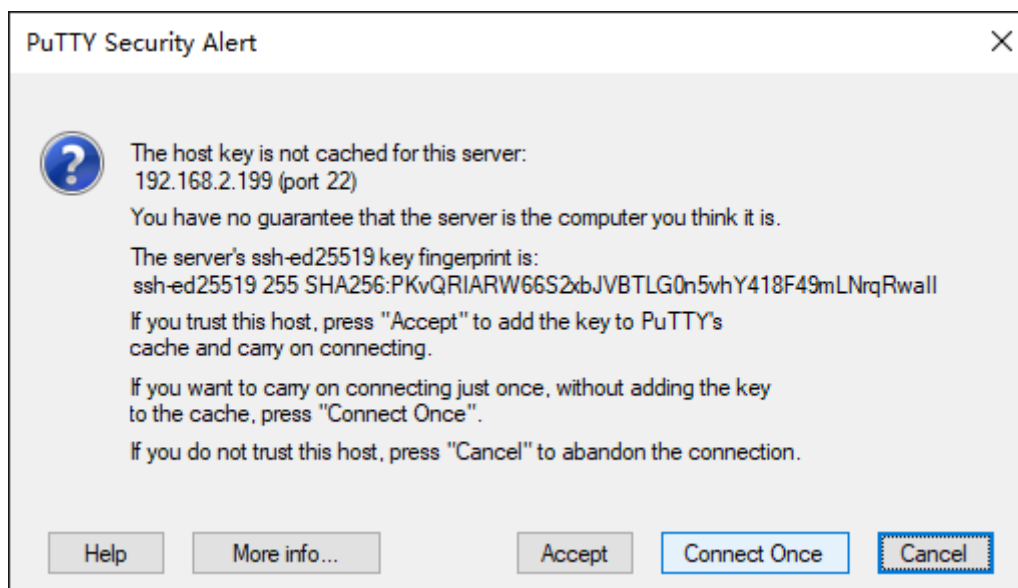 PuTTY Security Alert
The host key is not cached for this server:
192.168.2.199 (port 22)
You have no guarantee that the server is the computer you think it is.
The server's ssh-ed25519 key fingerprint is:
ssh-ed25519 255 SHA256:PKvQRIARW66S2xbJVBTLG0n5vhY418F49mLNrqRwaII
If you trust this host, press "Accept" to add the key to PuTTY's
cache and carry on connecting.
If you want to carry on connecting just once, without adding the key
to the cache, press "Connect Once".
If you do not trust this host, press "Cancel" to abandon the connection.
Help More info... Accept Connect Once Cancel